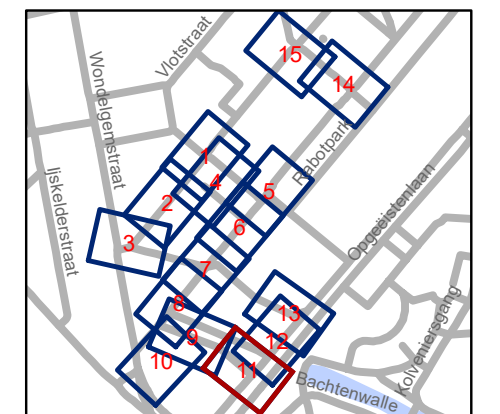 Vlotstraat
Wondelgemstraat
Ijskelderstraat
Rabotpark
Opgeëistenlaan
Kolveniersgang
Bachtenwalle
15
14
1
4
5
2
3
6
7
8
9
10
13
12
11